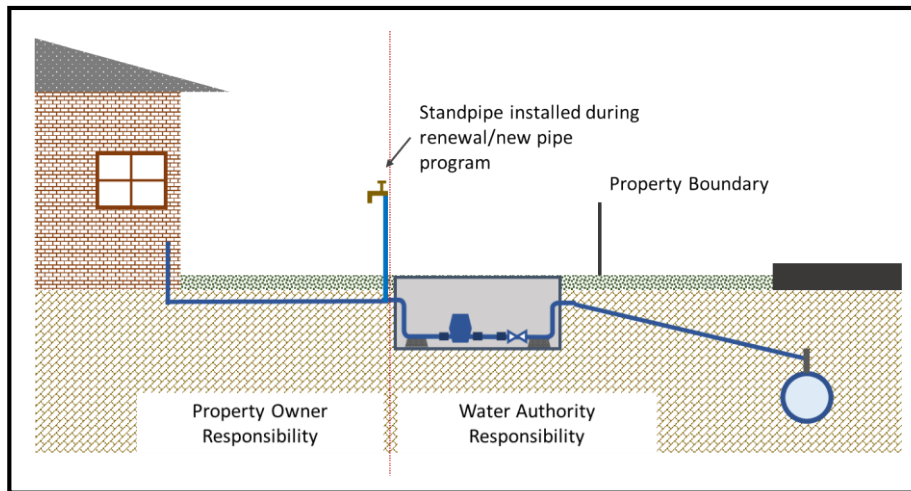 Standpipe installed during
renewal/new pipe
program
Property Boundary
Property Owner
Responsibility
Water Authority
Responsibility